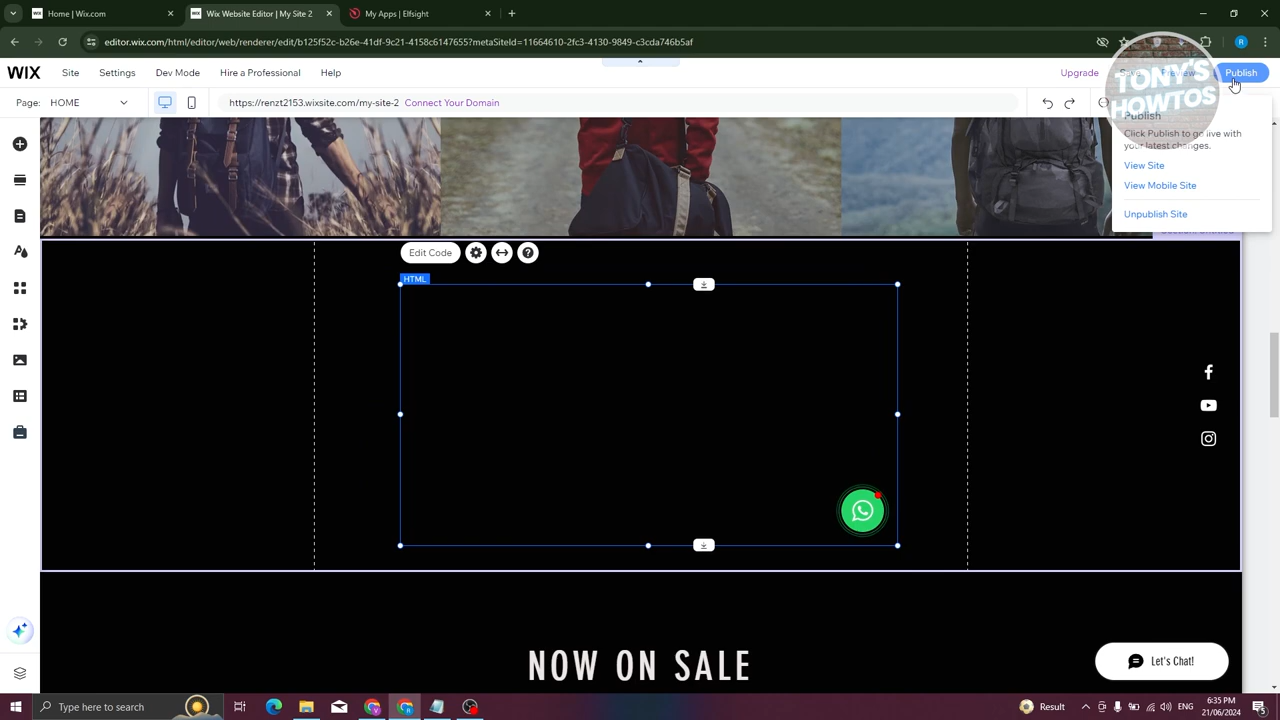 Home | Wix.com
Wix Website Editor | My Site 2
My Apps | Elfsight
editor.wix.com/html/editor/web/renderer/edit/b125f52c-b26e-41df-9c21-4158c6147655?metaSiteId=11664610-2fc3-4130-9849-c3cda746b5af
R
WIX
Site
Settings
Dev Mode
Hire a Professional
Help
Upgrade
Save
Preview
Publish
TONY'S
HOWTOS
Page: HOME
https://renzt2153.wixsite.com/my-site-2 Connect Your Domain
Publish
Click Publish to go live with
your latest changes.
View Site
View Mobile Site
Unpublish Site
Edit Code
HTML
NOW ON SALE
Let's Chat!
Type here to search
Result
ENG
6:35 PM
21/06/2024